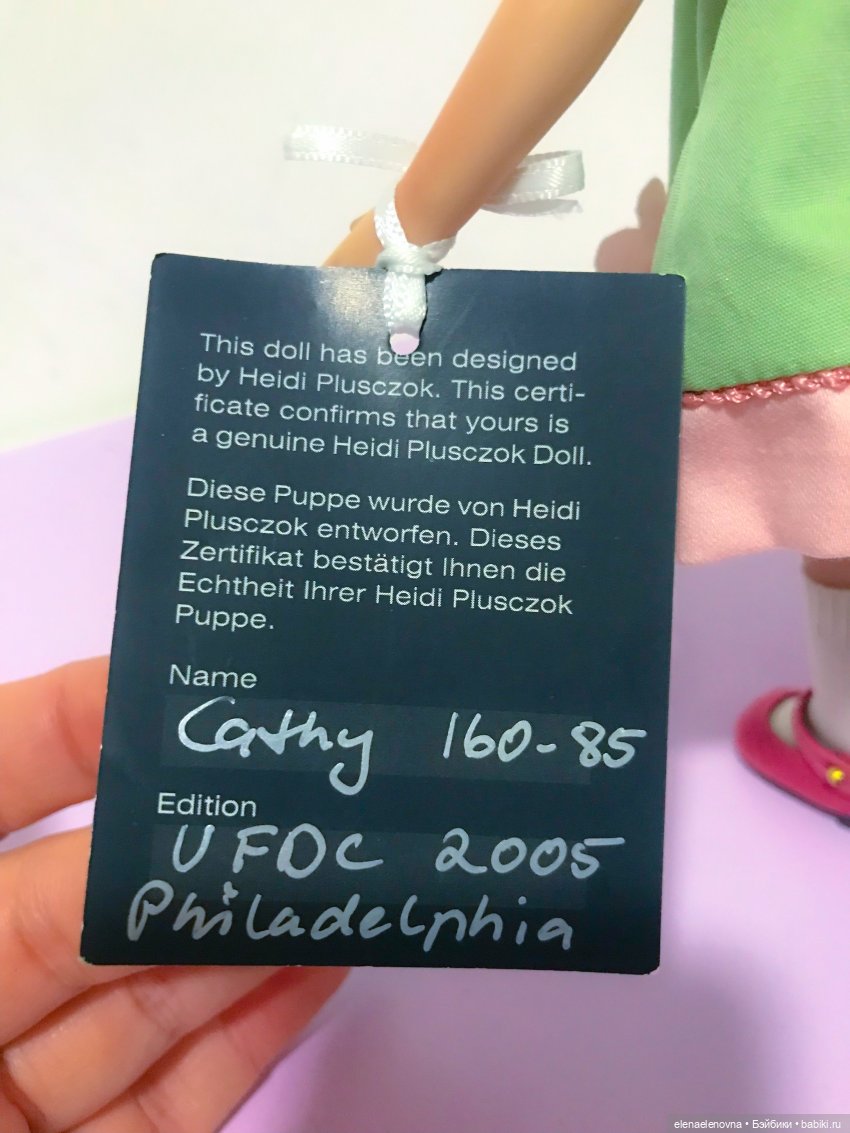 This doll has been designed
by Heidi Plusczok. This certi-
ficate confirms that yours is
a genuine Heidi Plusczok Doll.
Diese Puppe wurde von Heidi
Plusczok entworfen. Dieses
Zertifikat bestätigt Ihnen die
Echtheit Ihrer Heidi Plusczok
Puppe.
Name
Cathy 160-85
Edition
UFDC 2005
Philadelphia
elenaelenovna • Бэйбики • babiki.ru